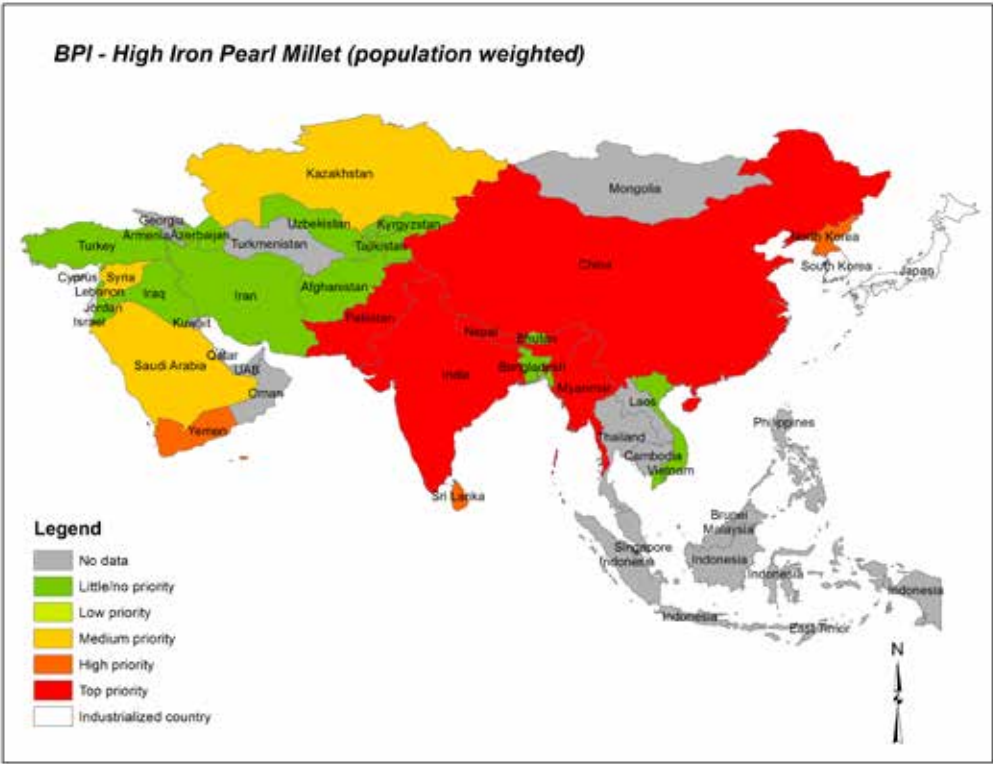 BPI - High Iron Pearl Millet (population weighted)
Kazakhstan
Mongolia
Georgia
Uzbekistan
Kyrgyzstan
Armenia
Azerbaijan
Turkmenistan
Tajikistan
Turkey
North Korea
China
South Korea
Japan
Cyprus
Syria
Lebanon
Iraq
Iran
Afghanistan
Jordan
Israel
Kuwait
Pakistan
Nepal
Bhutan
Qatar
Saudi Arabia
UAB
Bangladesh
India
Myanmar
Oman
Laos
Yemen
Philippines
Thailand
Cambodia
Vietnam
Sri Lanka
Brunei
Malaysia
Singapore
Indonesia
Indonesia
Indonesia
Indonesia
Indonesia
East Timor
N
Legend
No data
Little/no priority
Low priority
Medium priority
High priority
Top priority
Industrialized country